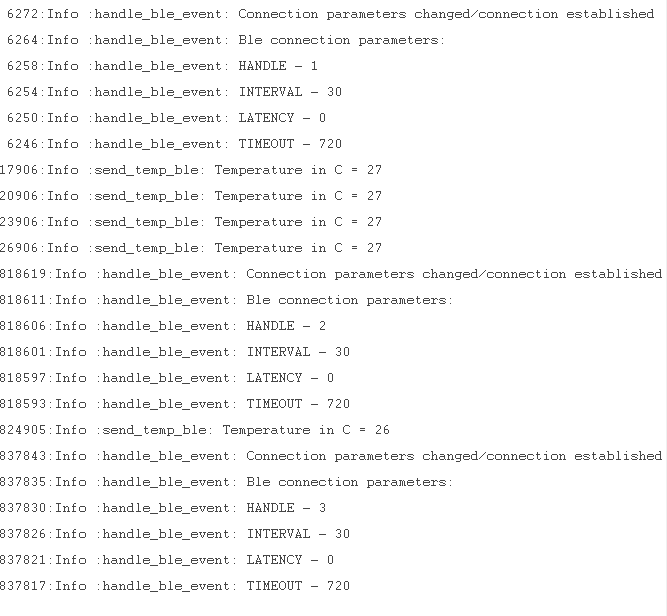 6272:Info :handle_ble_event: Connection parameters changed/connection established
6264:Info :handle_ble_event: Ble connection parameters:
6258:Info :handle_ble_event: HANDLE - 1
6254:Info :handle_ble_event: INTERVAL - 30
6250:Info :handle_ble_event: LATENCY - 0
6246:Info :handle_ble_event: TIMEOUT - 720
17906:Info :send_temp_ble: Temperature in C = 27
20906:Info :send_temp_ble: Temperature in C = 27
23906:Info :send_temp_ble: Temperature in C = 27
26906:Info :send_temp_ble: Temperature in C = 27
818619:Info :handle_ble_event: Connection parameters changed/connection established
818611:Info :handle_ble_event: Ble connection parameters:
818606:Info :handle_ble_event: HANDLE - 2
818601:Info :handle_ble_event: INTERVAL - 30
818597:Info :handle_ble_event: LATENCY - 0
818593:Info :handle_ble_event: TIMEOUT - 720
824905:Info :send_temp_ble: Temperature in C = 26
837843:Info :handle_ble_event: Connection parameters changed/connection established
837835:Info :handle_ble_event: Ble connection parameters:
837830:Info :handle_ble_event: HANDLE - 3
837826:Info :handle_ble_event: INTERVAL - 30
837821:Info :handle_ble_event: LATENCY - 0
837817:Info :handle_ble_event: TIMEOUT - 720